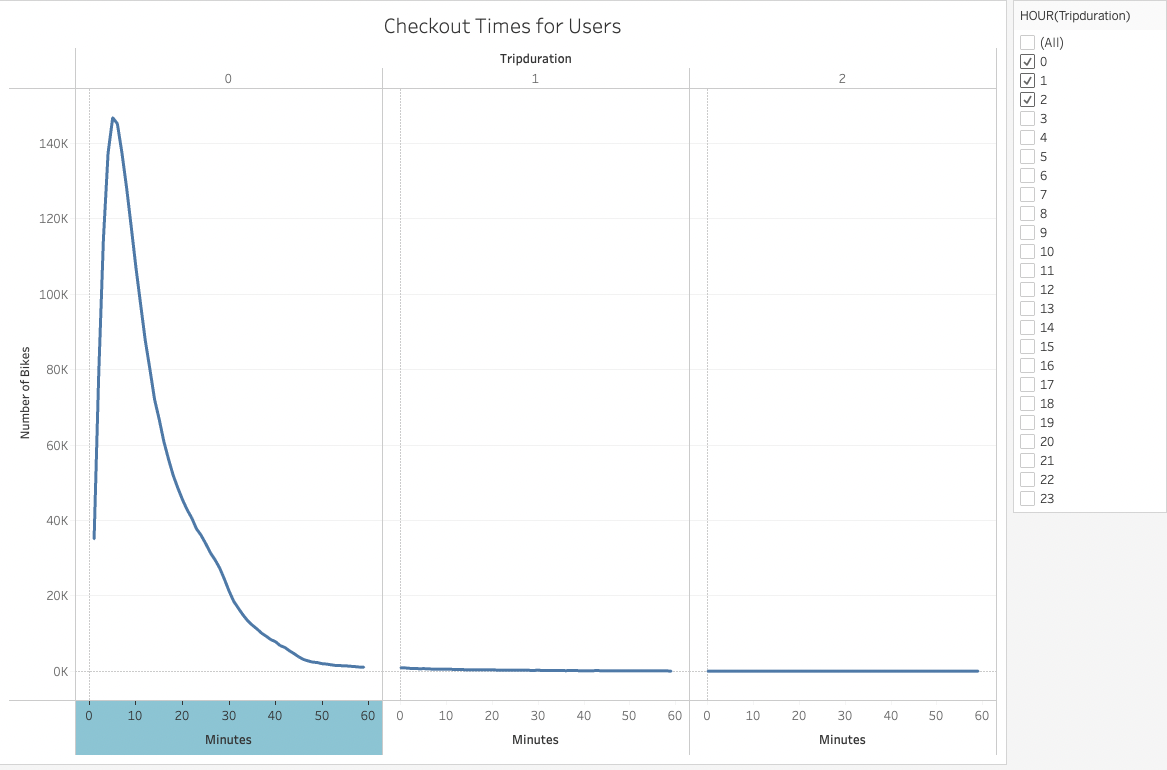 Checkout Times for Users
Tripduration
0 1 2
140K
120K
100K
80K
60K
40K
20K
0K
Number of Bikes
0 10 20 30 40 50 60 0 10 20 30 40 50 60 0 10 20 30 40 50 60
Minutes Minutes Minutes
HOUR(Tripduration)
(All)
0
1
2
3
4
5
6
7
8
9
10
11
12
13
14
15
16
17
18
19
20
21
22
23